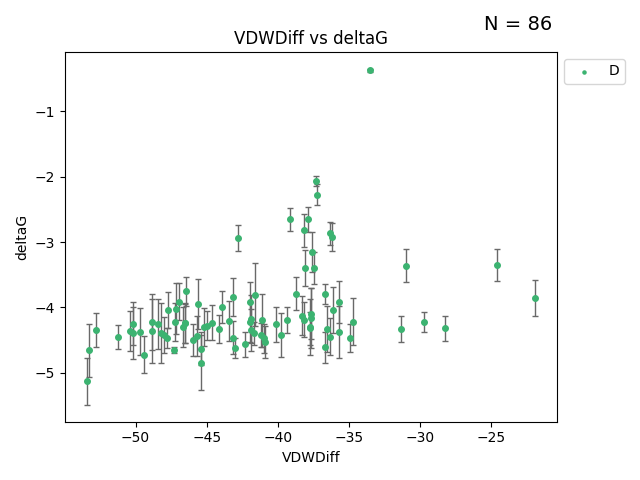 N = 86
VDWDiff vs deltaG
D
deltaG
−1
−2
−3
−4
−5
−50 −45 −40 −35 −30 −25
VDWDiff